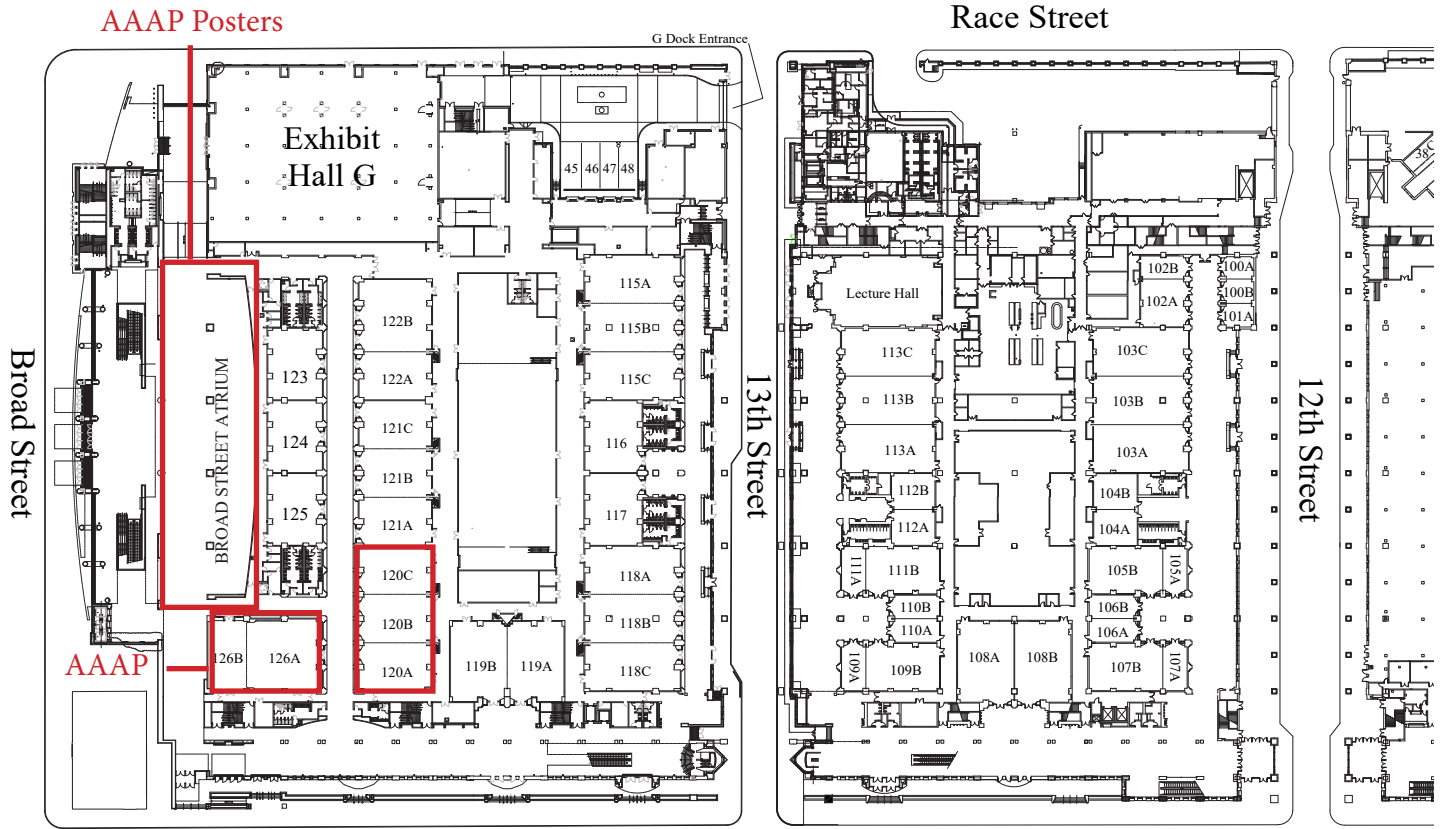 AAAP Posters
Race Street
G Dock Entrance
Exhibit
Hall G
45 46 47 48
38
115A
102B
100A
Lecture Hall
102A
100B
101A
122B
115B
113C
103C
123
122A
115C
113B
103B
Broad Street
BROAD STREET ATRIUM
13th Street
12th Street
124
121C
116
113A
103A
121B
112B
104B
125
121A
117
112A
104A
120C
118A
111A
111B
105B
105A
120B
118B
110B
106B
110A
106A
AAAP
126B
126A
120A
119B
119A
118C
109A
109B
108A
108B
107B
107A